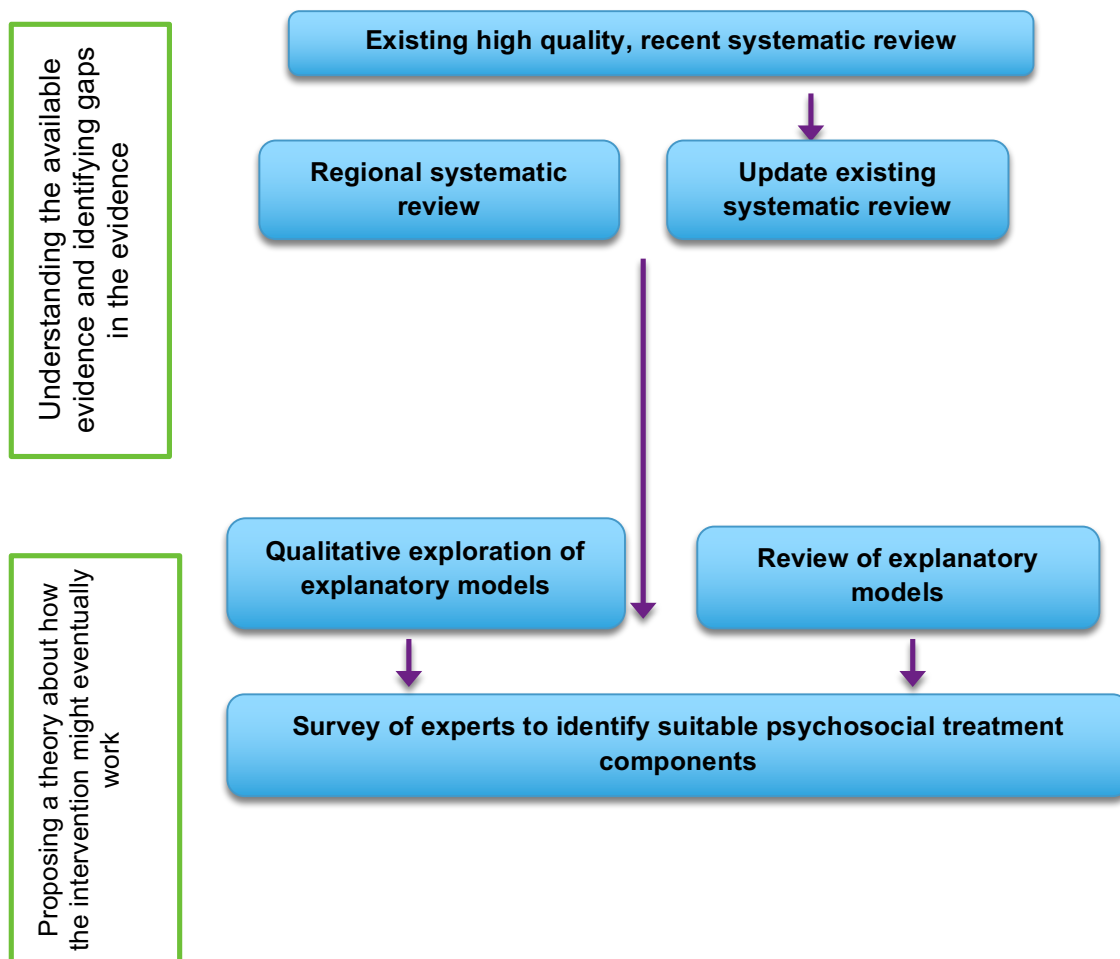 Understanding the available
evidence and identifying gaps
in the evidence
Existing high quality, recent systematic review
Regional systematic
review
Update existing
systematic review
Proposing a theory about how
the intervention might eventually
work
Qualitative exploration of
explanatory models
Review of explanatory
models
Survey of experts to identify suitable psychosocial treatment
components